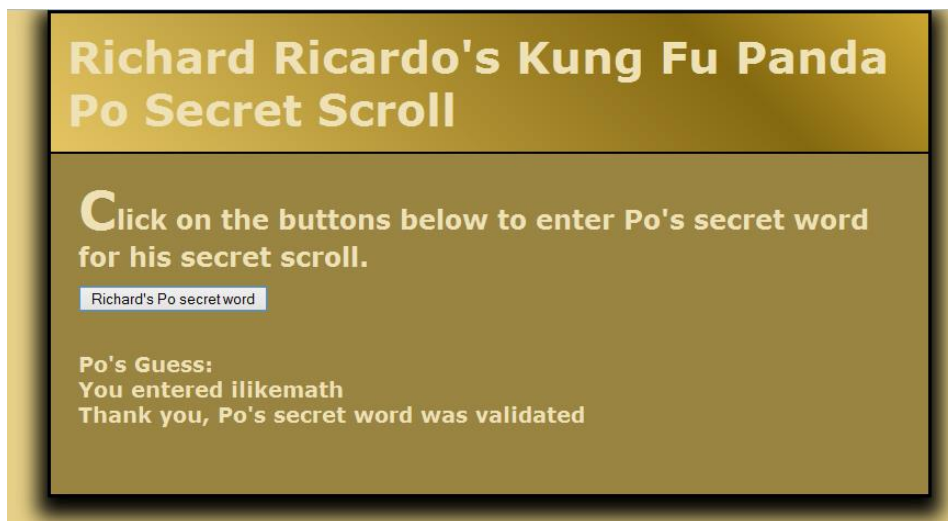 Richard Ricardo's Kung Fu Panda
Po Secret Scroll
Click on the buttons below to enter Po's secret word
for his secret scroll.
Richard's Po secret word
Po's Guess:
You entered ilikemath
Thank you, Po's secret word was validated